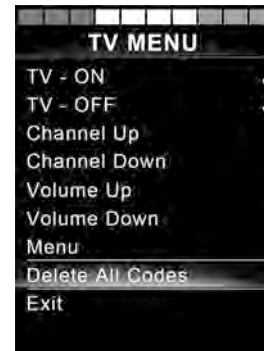 TV MENU
TV - ON
TV - OFF
Channel Up
Channel Down
Volume Up
Volume Down
Menu
Delete All Codes
Exit